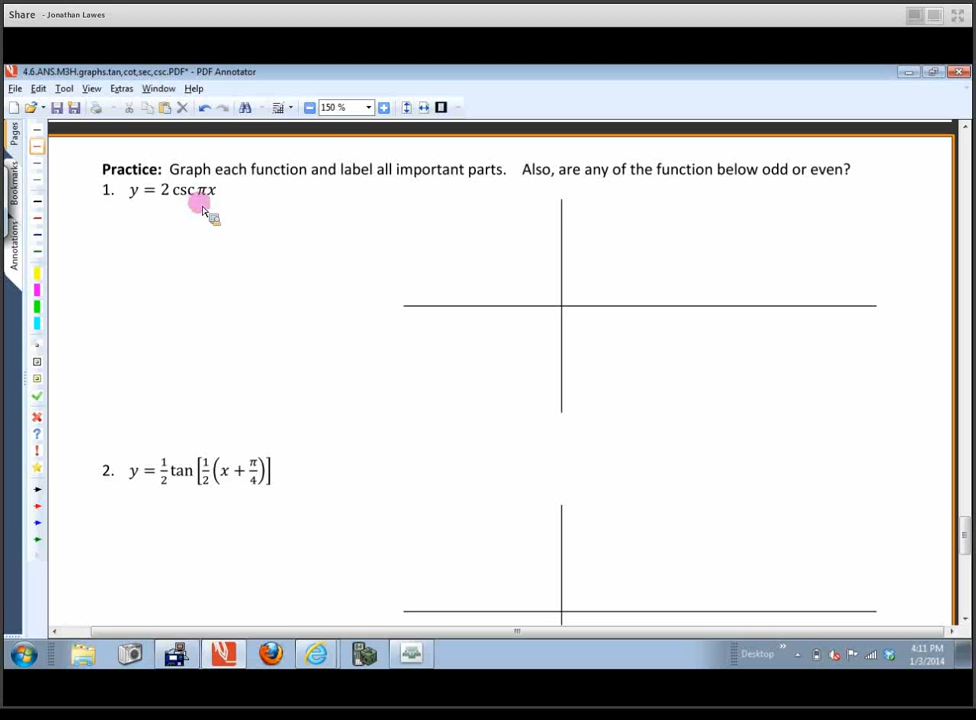 Share - Jonathan Lawes
4.6.ANS.M3H.graphs.tan,cot,sec,csc.PDF* - PDF Annotator
File Edit Tool View Extras Window Help
150 %
Pages
Bookmarks
Annotations
Practice: Graph each function and label all important parts. Also, are any of the function below odd or even?
1. y = 2 csc πx
2. y = 1/2 tan [1/2 (x + π/4)]
Desktop
4:11 PM
1/3/2014